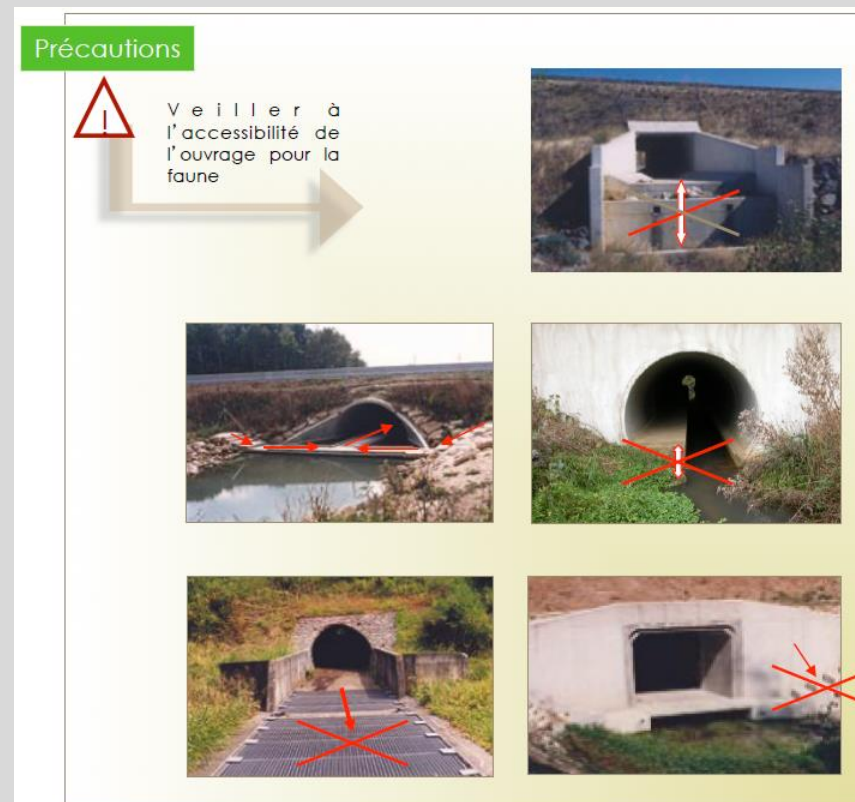 Précautions
!
Veiller à
l'accessibilité de
l'ouvrage pour la
faune